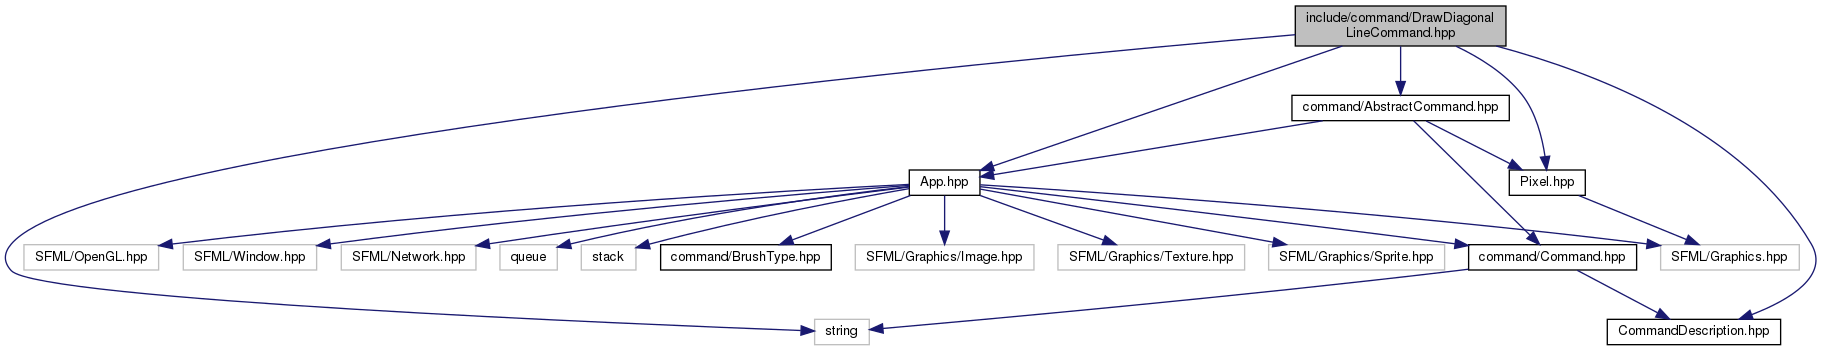 include/command/DrawDiagonal
LineCommand.hpp
command/AbstractCommand.hpp
App.hpp
Pixel.hpp
SFML/OpenGL.hpp
SFML/Window.hpp
SFML/Network.hpp
queue
stack
command/BrushType.hpp
SFML/Graphics/Image.hpp
SFML/Graphics/Texture.hpp
SFML/Graphics/Sprite.hpp
command/Command.hpp
SFML/Graphics.hpp
string
CommandDescription.hpp